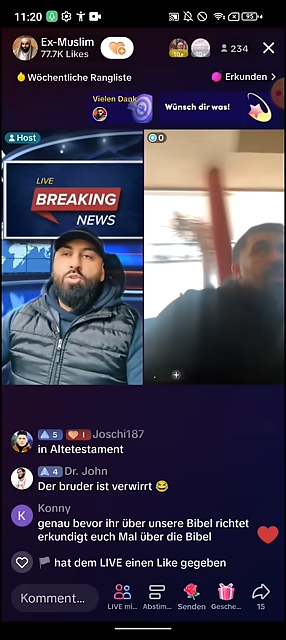 11:20
95
Ex-Muslim
77.7K Likes
10+
10+
234
Wöchentliche Rangliste
Erkunden
Vielen Dank
Wünsch dir was!
Host
0
LIVE
BREAKING
NEWS
5
1
Joschi187
in Altetestament
4
Dr. John
Der bruder ist verwirrt
K
Konny
genau bevor ihr über unsere Bibel richtet
erkundigt euch Mal über die Bibel
hat dem LIVE einen Like gegeben
Komment...
LIVE mi...
Abstim...
Senden
Gesche...
15